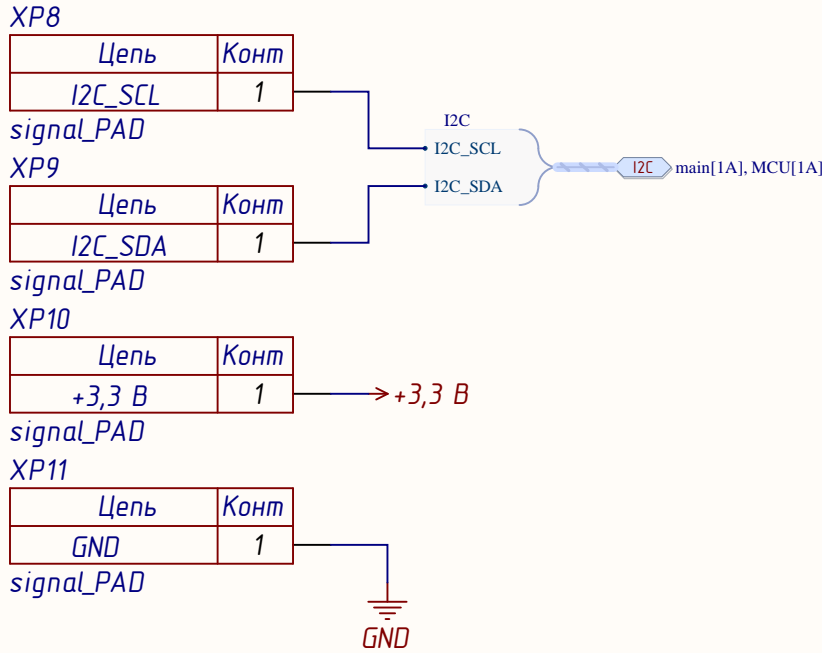 XP8
Цепь Конт
I2C_SCL 1
signal_PAD
I2C
I2C_SCL
I2C_SDA
I2C main[1A], MCU[1A]
XP9
Цепь Конт
I2C_SDA 1
signal_PAD
XP10
Цепь Конт
+3,3 В 1
+3,3 В
signal_PAD
XP11
Цепь Конт
GND 1
signal_PAD
GND